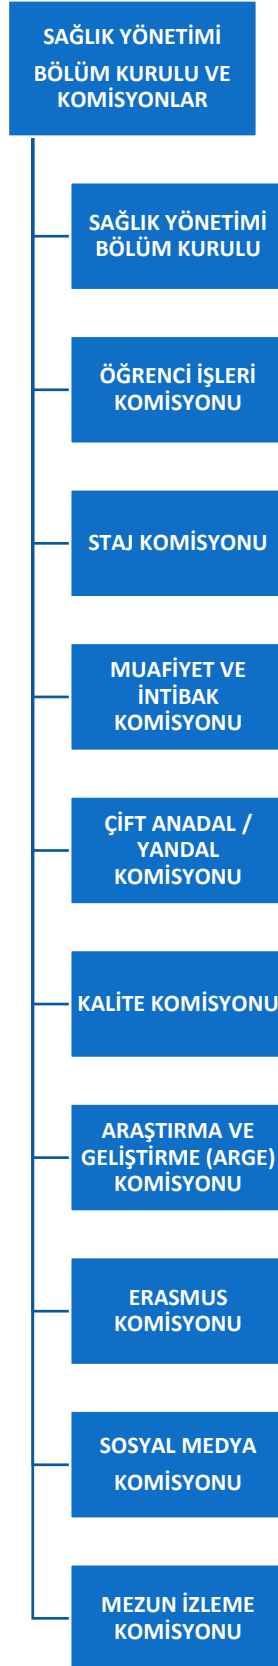 SAĞLIK YÖNETİMİ
BÖLÜM KURULU VE
KOMİSYONLAR
SAĞLIK YÖNETİMİ
BÖLÜM KURULU
ÖĞRENCİ İŞLERİ
KOMİSYONU
STAJ KOMİSYONU
MUAFİYET VE
İNTİBAK
KOMİSYONU
ÇİFT ANADAL /
YANDAL
KOMİSYONU
KALİTE KOMİSYONU
ARAŞTIRMA VE
GELİŞTİRME (ARGE)
KOMİSYONU
ERASMUS
KOMİSYONU
SOSYAL MEDYA
KOMİSYONU
MEZUN İZLEME
KOMİSYONU